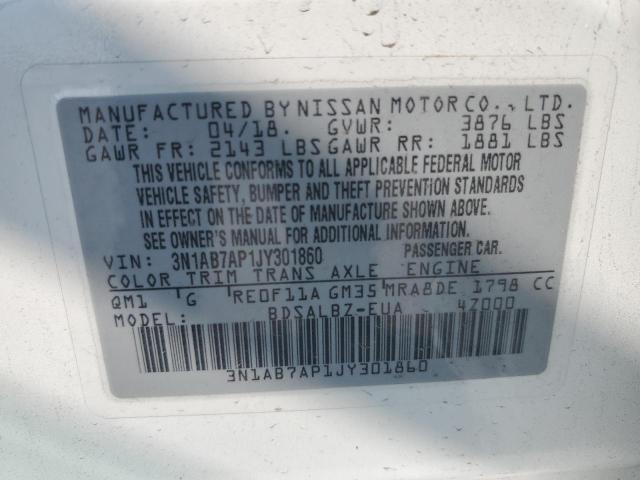 MANUFACTURED BY NISSAN MOTOR CO., LTD.
DATE: 04/18. GVWR: 3876 LBS
GAWR FR: 2143 LBS GAWR RR: 1881 LBS
THIS VEHICLE CONFORMS TO ALL APPLICABLE FEDERAL MOTOR
VEHICLE SAFETY, BUMPER AND THEFT PREVENTION STANDARDS
IN EFFECT ON THE DATE OF MANUFACTURE SHOWN ABOVE.
SEE OWNER'S MANUAL FOR ADDITIONAL INFORMATION.
VIN: 3N1AB7AP1JY301860 PASSENGER CAR.
COLOR TRIM TRANS AXLE ENGINE
QM1 G RE0F11A GM35 MRA8DE 1798 CC
MODEL: BDSALBZ-EUA 4Z000
3N1AB7AP1JY301860